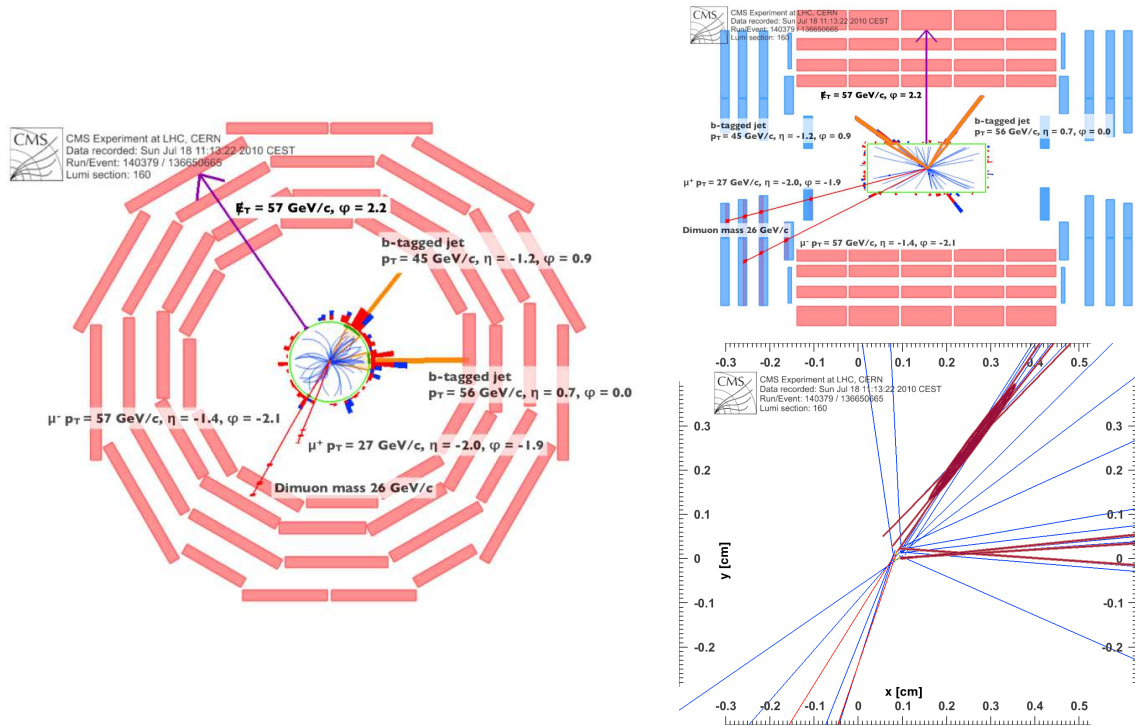 CMS
CMS Experiment at LHC, CERN
Data recorded: Sun Jul 18 11:13:22 2010 CEST
Run/Event: 140379 / 136650665
Lumi section: 160
E̸T = 57 GeV/c, φ = 2.2
b-tagged jet
pT = 45 GeV/c, η = -1.2, φ = 0.9
b-tagged jet
pT = 56 GeV/c, η = 0.7, φ = 0.0
μ- pT = 57 GeV/c, η = -1.4, φ = -2.1
μ+ pT = 27 GeV/c, η = -2.0, φ = -1.9
Dimuon mass 26 GeV/c
CMS
CMS Experiment at LHC, CERN
Data recorded: Sun Jul 18 11:13:22 2010 CEST
Run/Event: 140379 / 136650665
Lumi section: 160
E̸T = 57 GeV/c, φ = 2.2
b-tagged jet
pT = 45 GeV/c, η = -1.2, φ = 0.9
b-tagged jet
pT = 56 GeV/c, η = 0.7, φ = 0.0
μ+ pT = 27 GeV/c, η = -2.0, φ = -1.9
Dimuon mass 26 GeV/c
μ- pT = 57 GeV/c, η = -1.4, φ = -2.1
-0.3 -0.2 -0.1 0 0.1 0.2 0.3 0.4 0.5
CMS
CMS Experiment at LHC, CERN
Data recorded: Sun Jul 18 11:13:22 2010 CEST
Run/Event: 140379 / 136650665
Lumi section: 160
0.3 0.3
0.2 0.2
0.1 0.1
0 0
-0.1 -0.1
-0.2 -0.2
y [cm]
x [cm]
-0.3 -0.2 -0.1 0 0.1 0.2 0.3 0.4 0.5